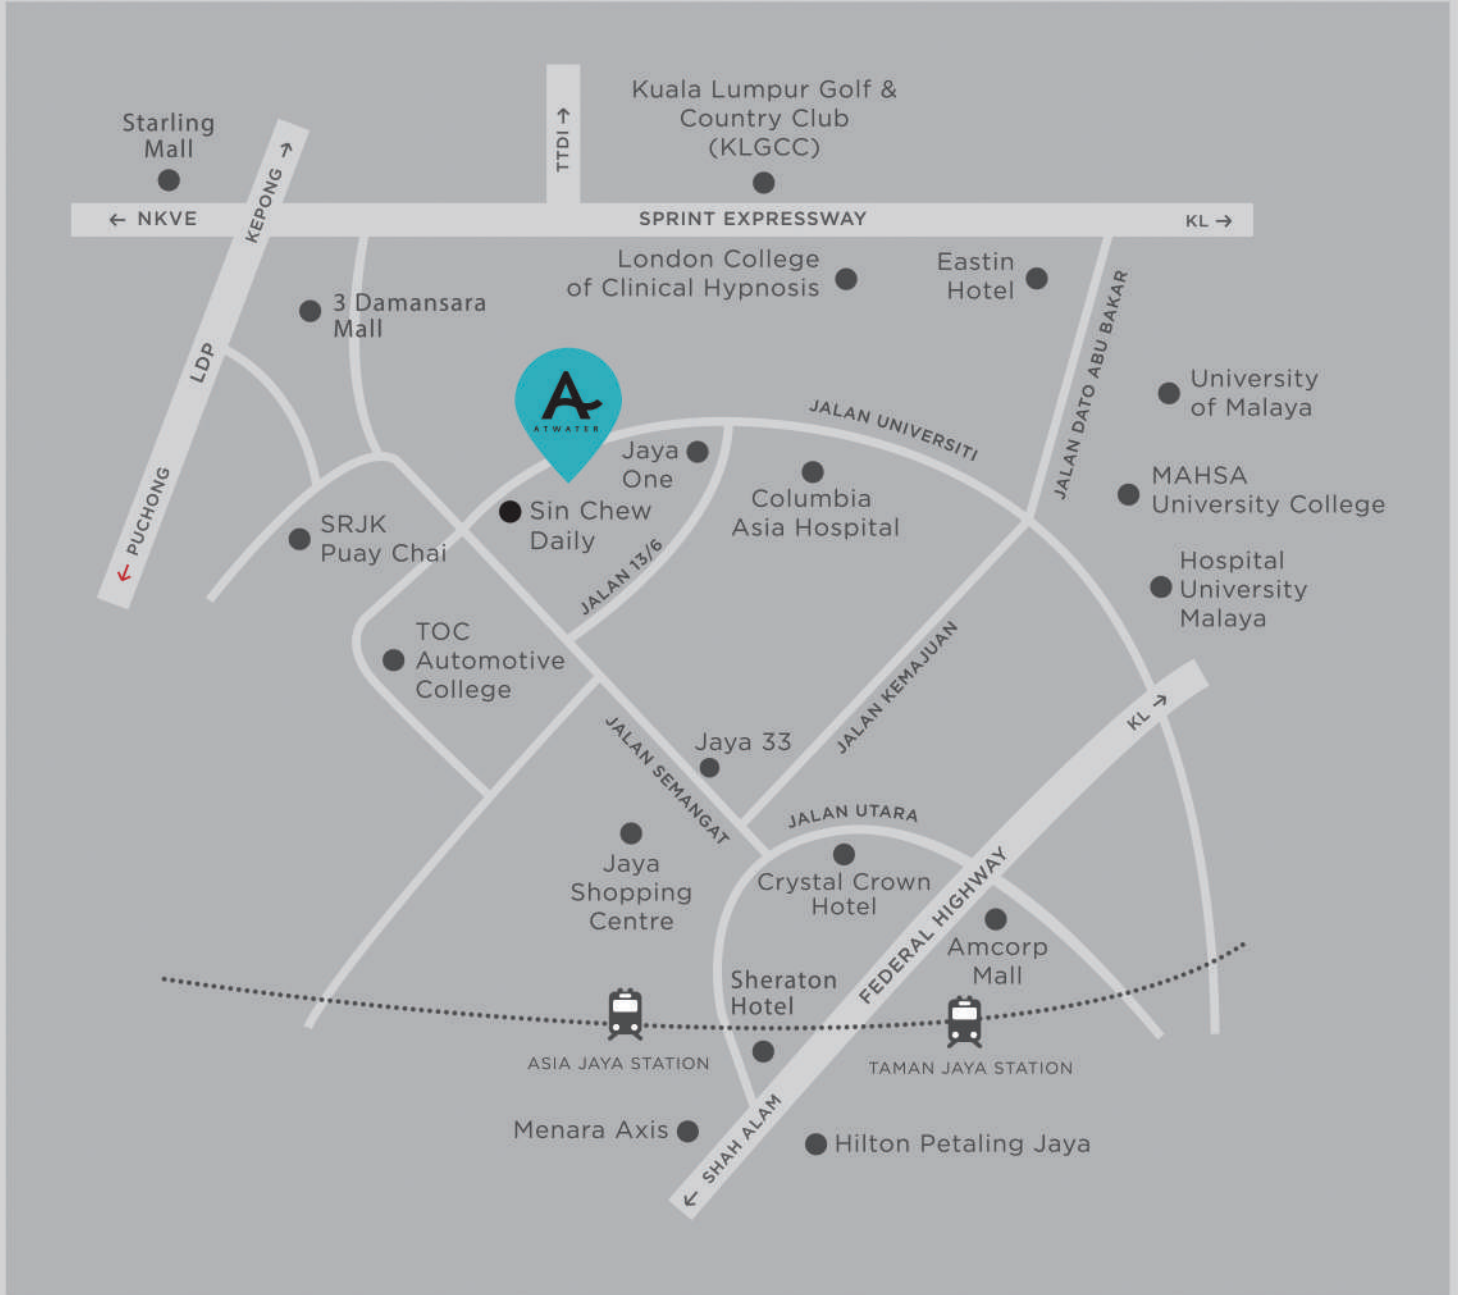 Kuala Lumpur Golf &
Country Club
(KLGCC)
Starling
Mall
TTDI →
KEPONG →
← NKVE
SPRINT EXPRESSWAY
KL →
London College
of Clinical Hypnosis
Eastin
Hotel
3 Damansara
Mall
LDP
JALAN DATO ABU BAKAR
University
of Malaya
A
ATWATER
JALAN UNIVERSITI
Jaya
One
Columbia
Asia Hospital
MAHSA
University College
← PUCHONG
SRJK
Puay Chai
Sin Chew
Daily
JALAN 13/6
Hospital
University
Malaya
TOC
Automotive
College
JALAN KEMAJUAN
KL →
JALAN SEMANGAT
Jaya 33
JALAN UTARA
Jaya
Shopping
Centre
Crystal Crown
Hotel
FEDERAL HIGHWAY
Amcorp
Mall
Sheraton
Hotel
ASIA JAYA STATION
TAMAN JAYA STATION
Menara Axis
← SHAH ALAM
Hilton Petaling Jaya